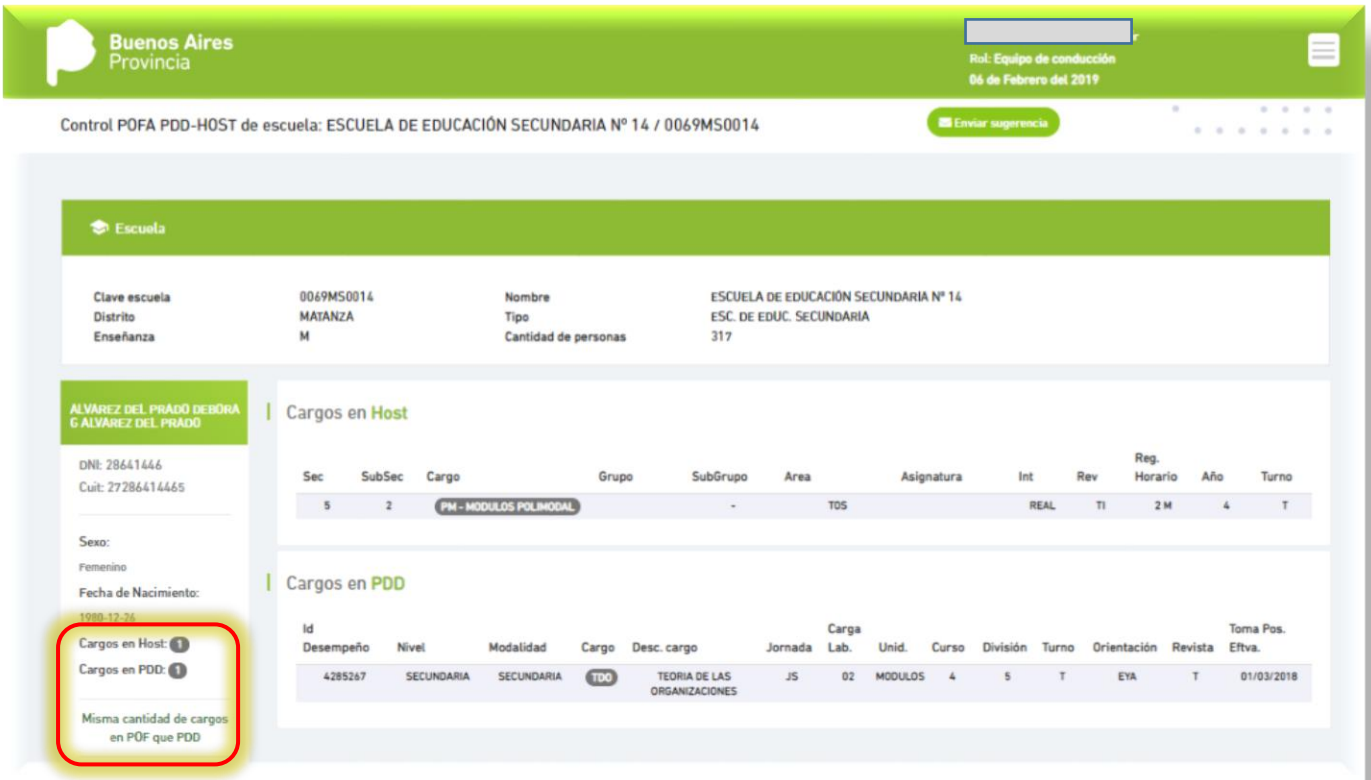 Buenos Aires
Provincia
r
Rol: Equipo de conducción
06 de Febrero del 2019
Control POFA PDD-HOST de escuela: ESCUELA DE EDUCACIÓN SECUNDARIA Nº 14 / 0069MS0014
Enviar sugerencia
Escuela
Clave escuela 0069MS0014 Nombre ESCUELA DE EDUCACIÓN SECUNDARIA Nº 14
Distrito MATANZA Tipo ESC. DE EDUC. SECUNDARIA
Enseñanza M Cantidad de personas 317
ALVAREZ DEL PRADO DEBORA
G ALVAREZ DEL PRADO
DNI: 28641446
Cuit: 27286414465
Sexo:
Femenino
Fecha de Nacimiento:
1980-12-26
Cargos en Host: 1
Cargos en PDD: 1
Misma cantidad de cargos
en POF que PDD
Cargos en Host
Sec SubSec Cargo Grupo SubGrupo Area Asignatura Int Rev Reg. Horario Año Turno
5 2 PM - MODULOS POLIMODAL - TOS REAL TI 2 M 4 T
Cargos en PDD
Id Desempeño Nivel Modalidad Cargo Desc. cargo Jornada Carga Lab. Unid. Curso División Turno Orientación Revista Toma Pos. Eftva.
4285267 SECUNDARIA SECUNDARIA TDO TEORIA DE LAS ORGANIZACIONES JS 02 MODULOS 4 5 T EYA T 01/03/2018